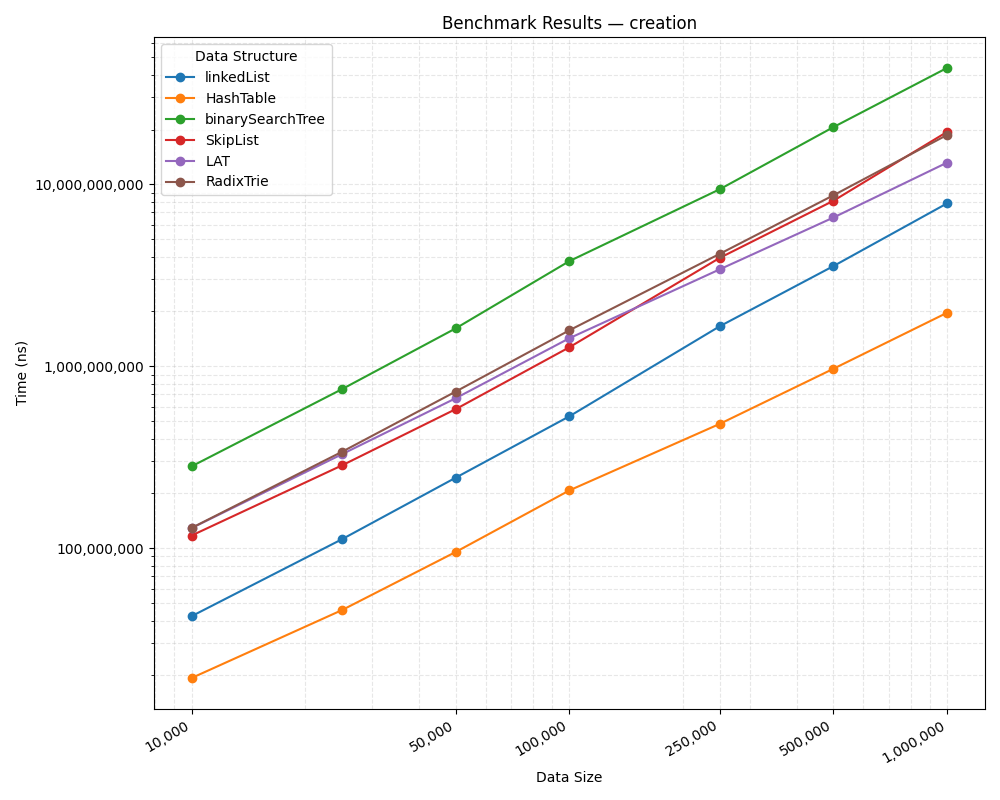 Benchmark Results — creation
Data Structure
linkedList
HashTable
binarySearchTree
SkipList
LAT
RadixTrie
Time (ns)
10,000,000,000
1,000,000,000
100,000,000
10,000
50,000
100,000
250,000
500,000
1,000,000
Data Size